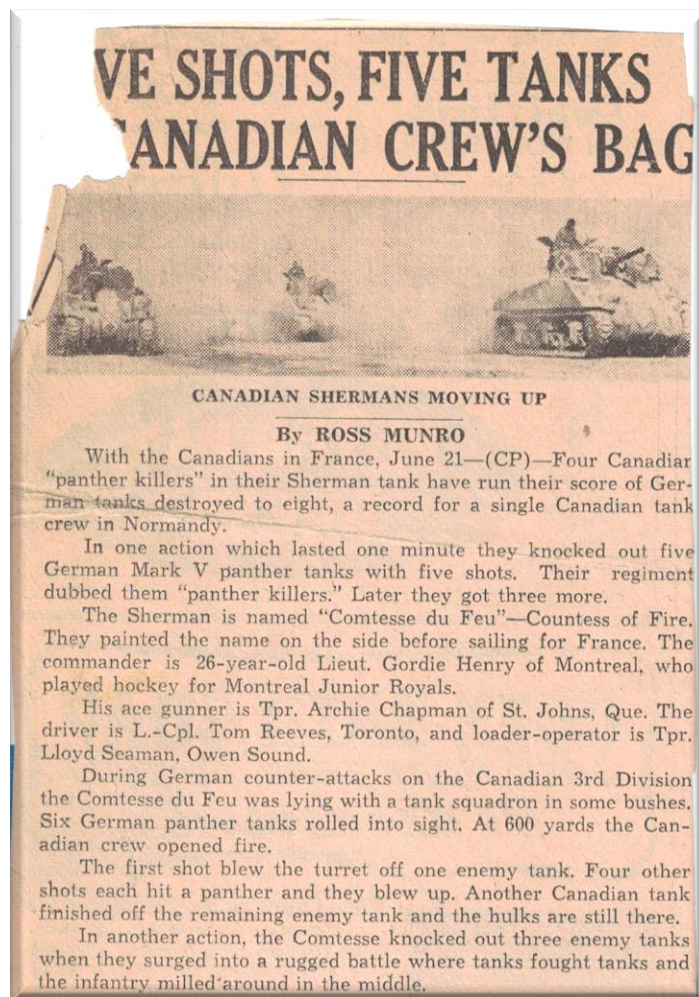 VE SHOTS, FIVE TANKS
ANADIAN CREW'S BAG
CANADIAN SHERMANS MOVING UP
By ROSS MUNRO
With the Canadians in France, June 21—(CP)—Four Canadian
"panther killers" in their Sherman tank have run their score of Ger-
man tanks destroyed to eight, a record for a single Canadian tank
crew in Normandy.
In one action which lasted one minute they knocked out five
German Mark V panther tanks with five shots. Their regiment
dubbed them "panther killers." Later they got three more.
The Sherman is named "Comtesse du Feu"—Countess of Fire.
They painted the name on the side before sailing for France. The
commander is 26-year-old Lieut. Gordie Henry of Montreal, who
played hockey for Montreal Junior Royals.
His ace gunner is Tpr. Archie Chapman of St. Johns, Que. The
driver is L.-Cpl. Tom Reeves, Toronto, and loader-operator is Tpr.
Lloyd Seaman, Owen Sound.
During German counter-attacks on the Canadian 3rd Division
the Comtesse du Feu was lying with a tank squadron in some bushes.
Six German panther tanks rolled into sight. At 600 yards the Can-
adian crew opened fire.
The first shot blew the turret off one enemy tank. Four other
shots each hit a panther and they blew up. Another Canadian tank
finished off the remaining enemy tank and the hulks are still there.
In another action, the Comtesse knocked out three enemy tanks
when they surged into a rugged battle where tanks fought tanks and
the infantry milled around in the middle.